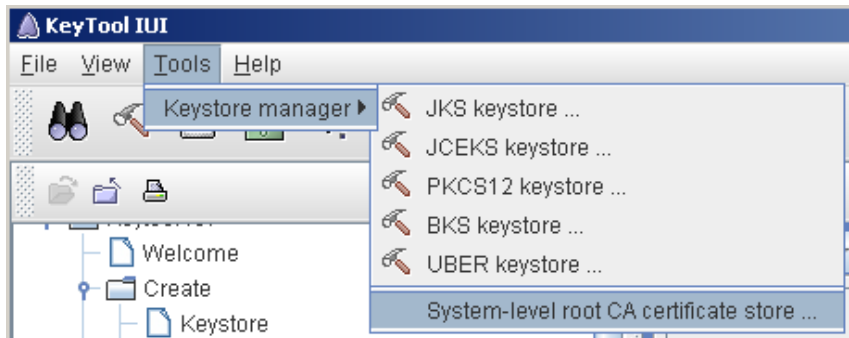 KeyTool IUI
File View Tools Help
Keystore manager
JKS keystore ...
JCEKS keystore ...
PKCS12 keystore ...
BKS keystore ...
UBER keystore ...
System-level root CA certificate store ...
Welcome
Create
Keystore